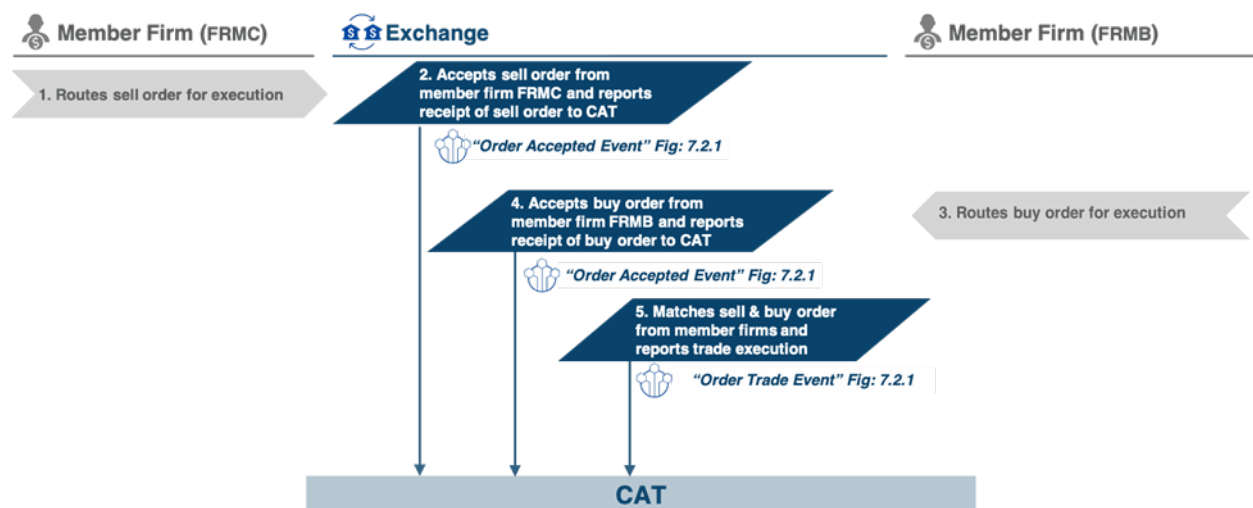 Member Firm (FRMC)
Exchange
Member Firm (FRMB)
1. Routes sell order for execution
2. Accepts sell order from
member firm FRMC and reports
receipt of sell order to CAT
“Order Accepted Event” Fig: 7.2.1
3. Routes buy order for execution
4. Accepts buy order from
member firm FRMB and reports
receipt of buy order to CAT
“Order Accepted Event” Fig: 7.2.1
5. Matches sell & buy order
from member firms and
reports trade execution
“Order Trade Event” Fig: 7.2.1
CAT